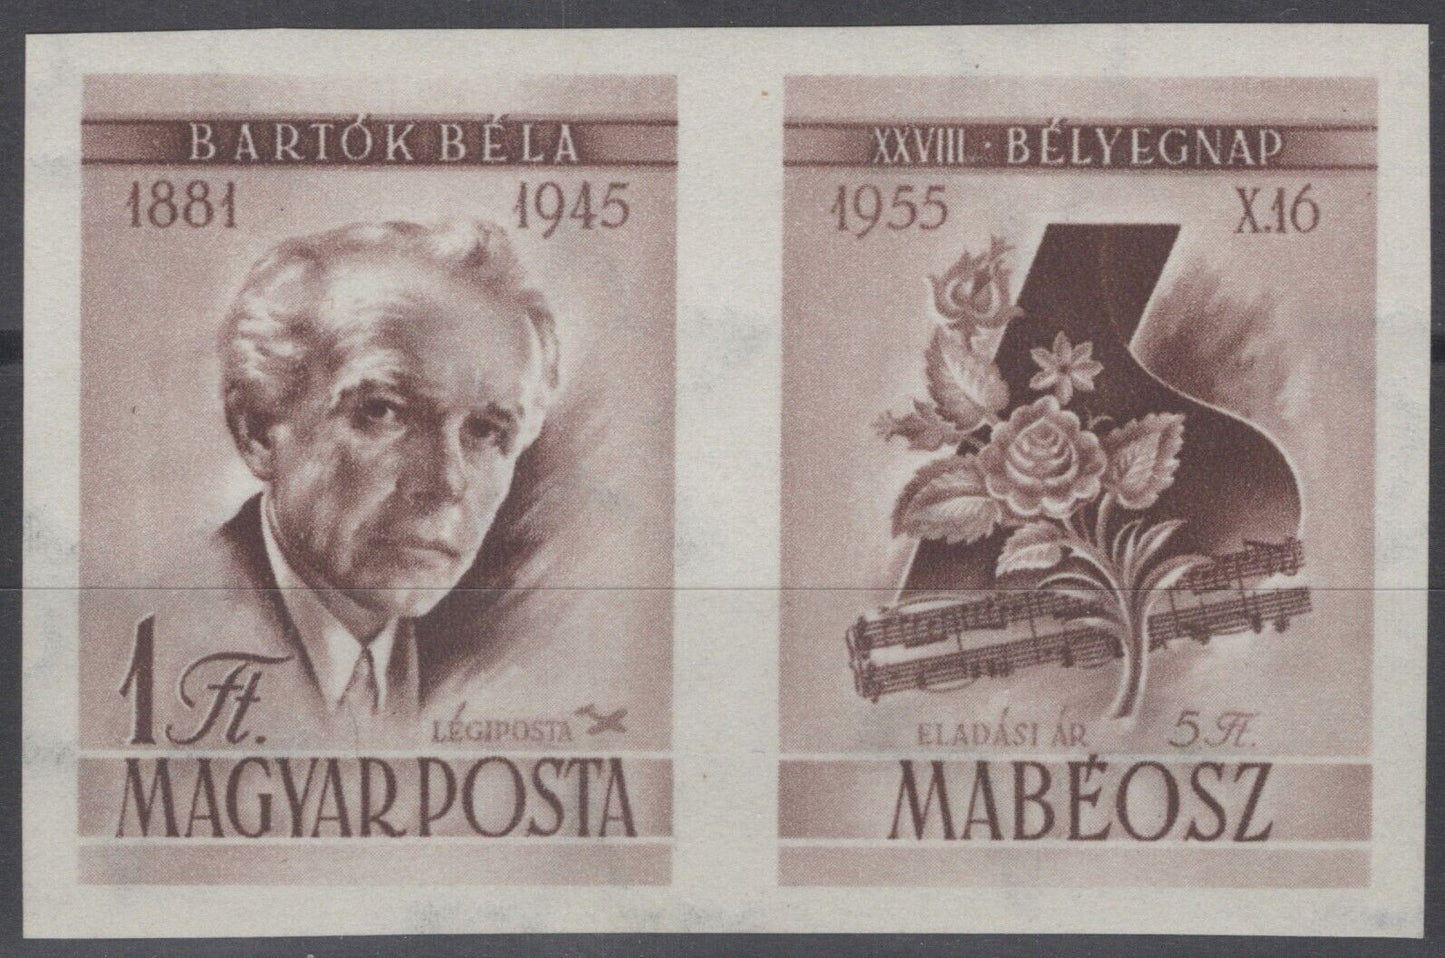 BARTÓK BÉLA
1881 1945
1 Ft.
LÉGIPOSTA
MAGYAR POSTA
XXVIII · BÉLYEGNAP
1955 X.16
ELADÁSI ÁR 5 Ft.
MABÉOSZ